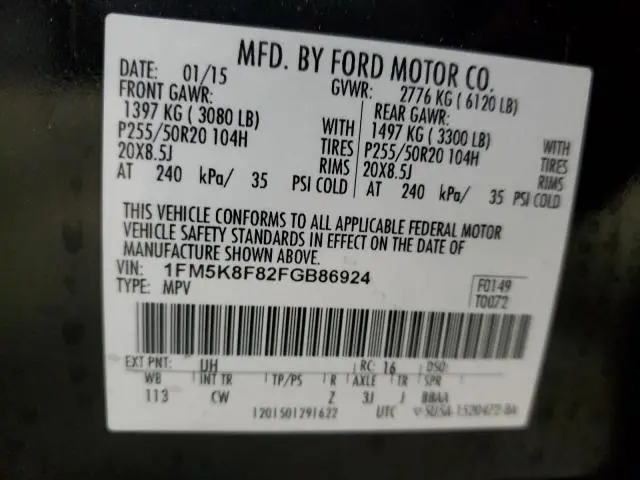 MFD. BY FORD MOTOR CO.
DATE: 01/15 GVWR: 2776 KG ( 6120 LB)
FRONT GAWR: REAR GAWR:
1397 KG ( 3080 LB) WITH 1497 KG ( 3300 LB) WITH
P255/50R20 104H TIRES P255/50R20 104H TIRES
20X8.5J RIMS 20X8.5J RIMS
AT 240 kPa/ 35 PSI COLD AT 240 kPa/ 35 PSI COLD
THIS VEHICLE CONFORMS TO ALL APPLICABLE FEDERAL MOTOR
VEHICLE SAFETY STANDARDS IN EFFECT ON THE DATE OF
MANUFACTURE SHOWN ABOVE.
VIN: 1FM5K8F82FGB86924 F0149
TYPE: MPV T0072
EXT PNT: UH RC: 16 DSO:
WB INT TR TP/PS R AXLE TR SPR
113 CW Z 3J J BBAA
1201501291622 UTC